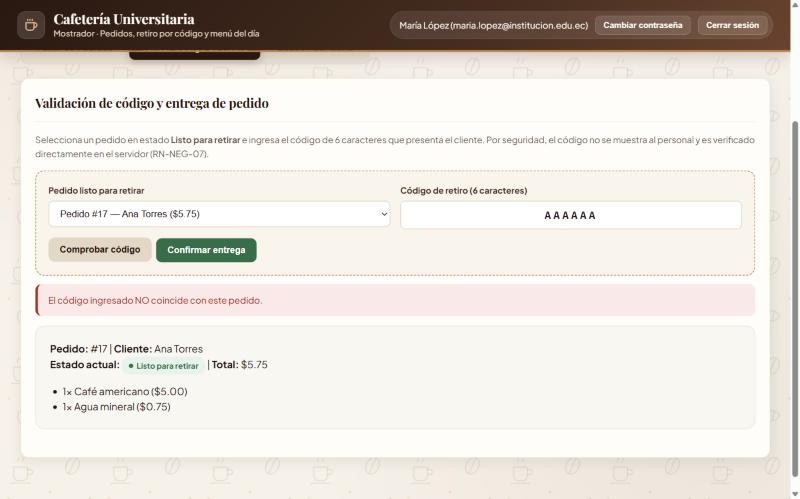 Cafetería Universitaria
Mostrador · Pedidos, retiro por código y menú del día
María López (maria.lopez@institucion.edu.ec)
Cambiar contraseña
Cerrar sesión
Validación de código y entrega de pedido
Selecciona un pedido en estado Listo para retirar e ingresa el código de 6 caracteres que presenta el cliente. Por seguridad, el código no se muestra al personal y es verificado
directamente en el servidor (RN-NEG-07).
Pedido listo para retirar
Código de retiro (6 caracteres)
Pedido #17 — Ana Torres ($5.75)
AAAAAA
Comprobar código
Confirmar entrega
El código ingresado NO coincide con este pedido.
Pedido: #17 | Cliente: Ana Torres
Estado actual: Listo para retirar | Total: $5.75
1× Café americano ($5.00)
1× Agua mineral ($0.75)